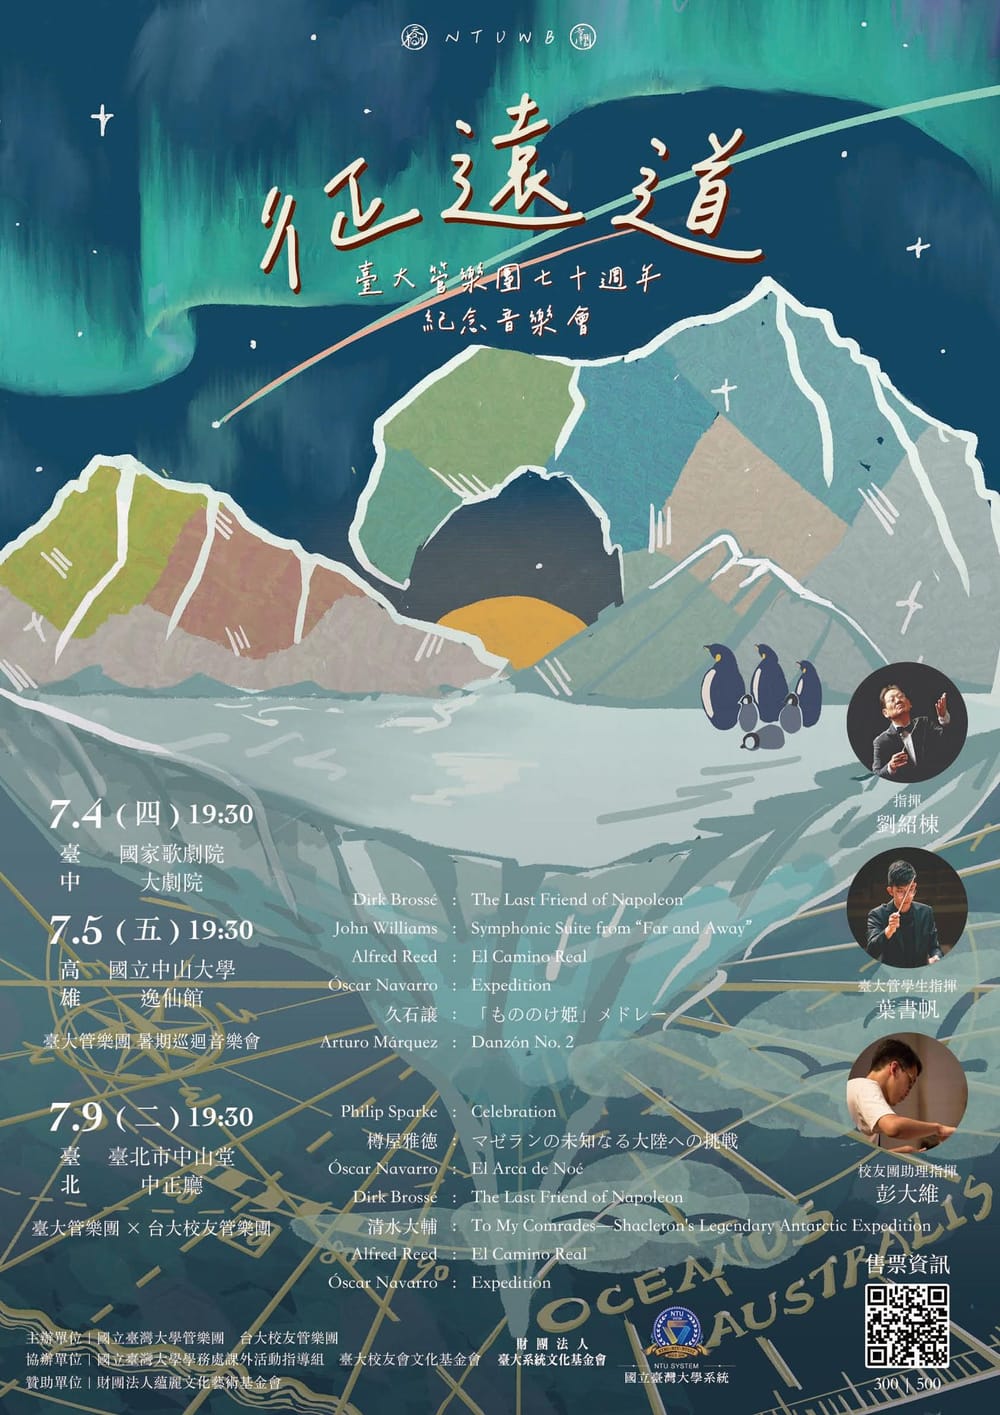 NTUWB
征遠道
臺大管樂團七十週年
紀念音樂會
7.4 (四) 19:30
臺中 國家歌劇院
大劇院
7.5 (五) 19:30
高雄 國立中山大學
逸仙館
臺大管樂團 暑期巡迴音樂會
Dirk Brossé : The Last Friend of Napoleon
John Williams : Symphonic Suite from “Far and Away”
Alfred Reed : El Camino Real
Óscar Navarro : Expedition
久石讓 : 「もののけ姫」メドレー
Arturo Márquez : Danzón No. 2
7.9 (二) 19:30
臺北 臺北市中山堂
中正廳
臺大管樂團 × 台大校友管樂團
Philip Sparke : Celebration
樽屋雅徳 : マゼランの未知なる大陸への挑戦
Óscar Navarro : El Arca de Noé
Dirk Brossé : The Last Friend of Napoleon
清水大輔 : To My Comrades—Shacleton's Legendary Antarctic Expedition
Alfred Reed : El Camino Real
Óscar Navarro : Expedition
指揮
劉紹棟
臺大管學生指揮
葉書帆
校友團助理指揮
彭大維
OCEANUS
AUSTRALIS
售票資訊
300 | 500
主辦單位 | 國立臺灣大學管樂團 台大校友管樂團
協辦單位 | 國立臺灣大學學務處課外活動指導組 臺大校友會文化基金會
贊助單位 | 財團法人蘊麗文化藝術基金會
財團法人
臺大系統文化基金會
NTU
NTU SYSTEM
國立臺灣大學系統